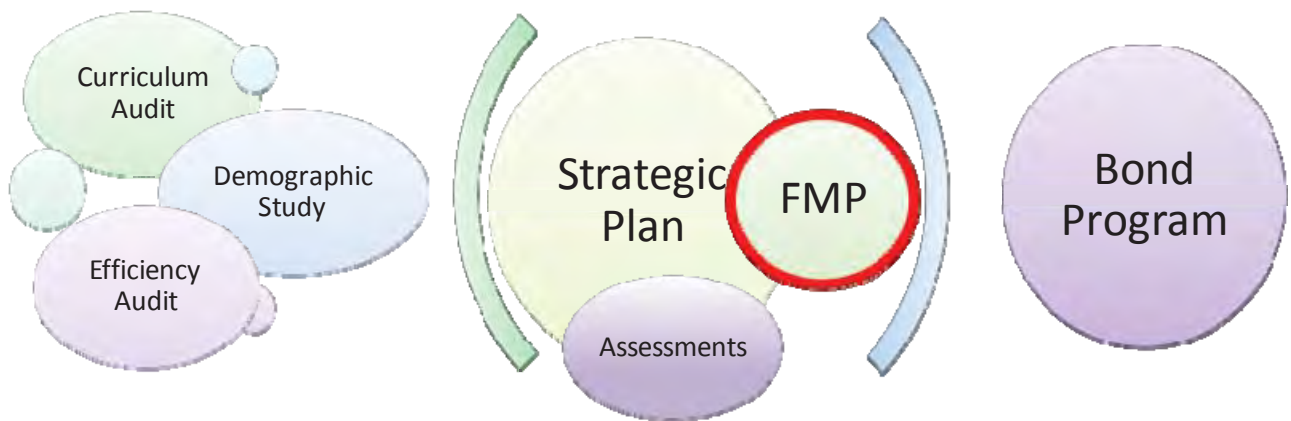 Curriculum
Audit
Demographic
Study
Efficiency
Audit
Strategic
Plan
FMP
Assessments
Bond
Program